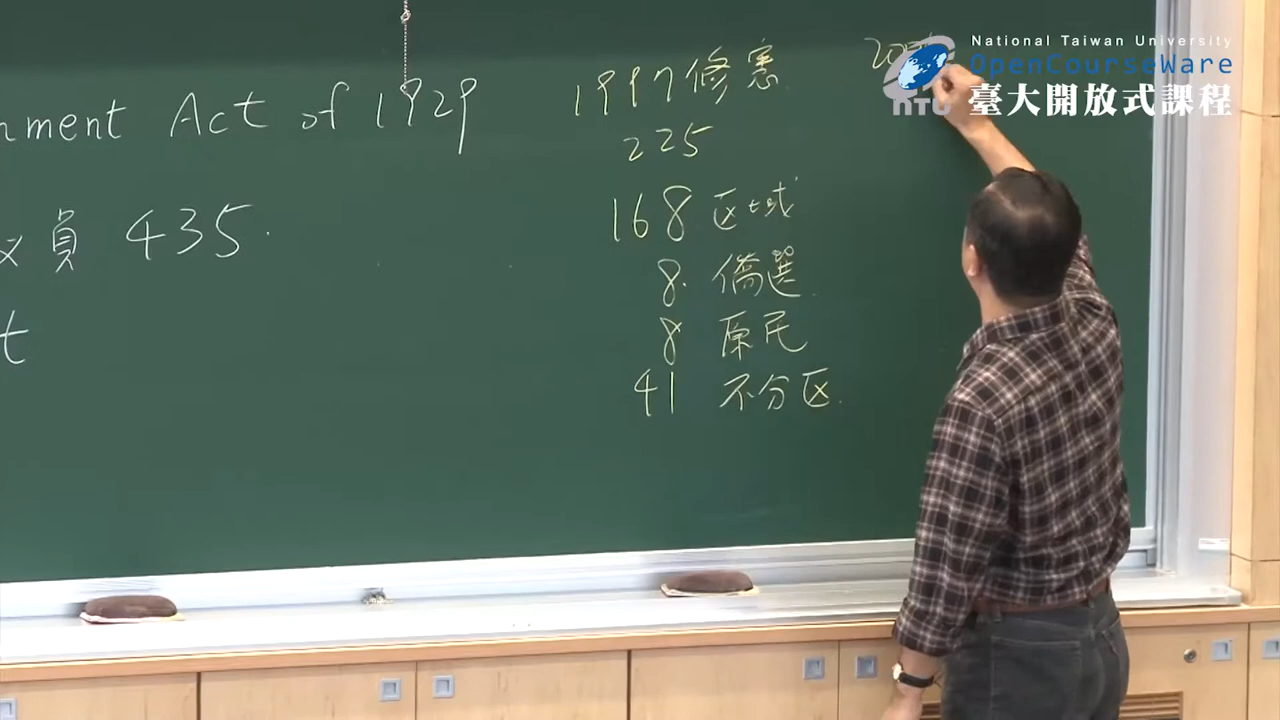 nment Act of 1929
員 435.
t
1997修憲
225
168 区域
8. 僑選
8 原民
41 不分区.
National Taiwan University
OpenCourseWare
臺大開放式課程
NTU